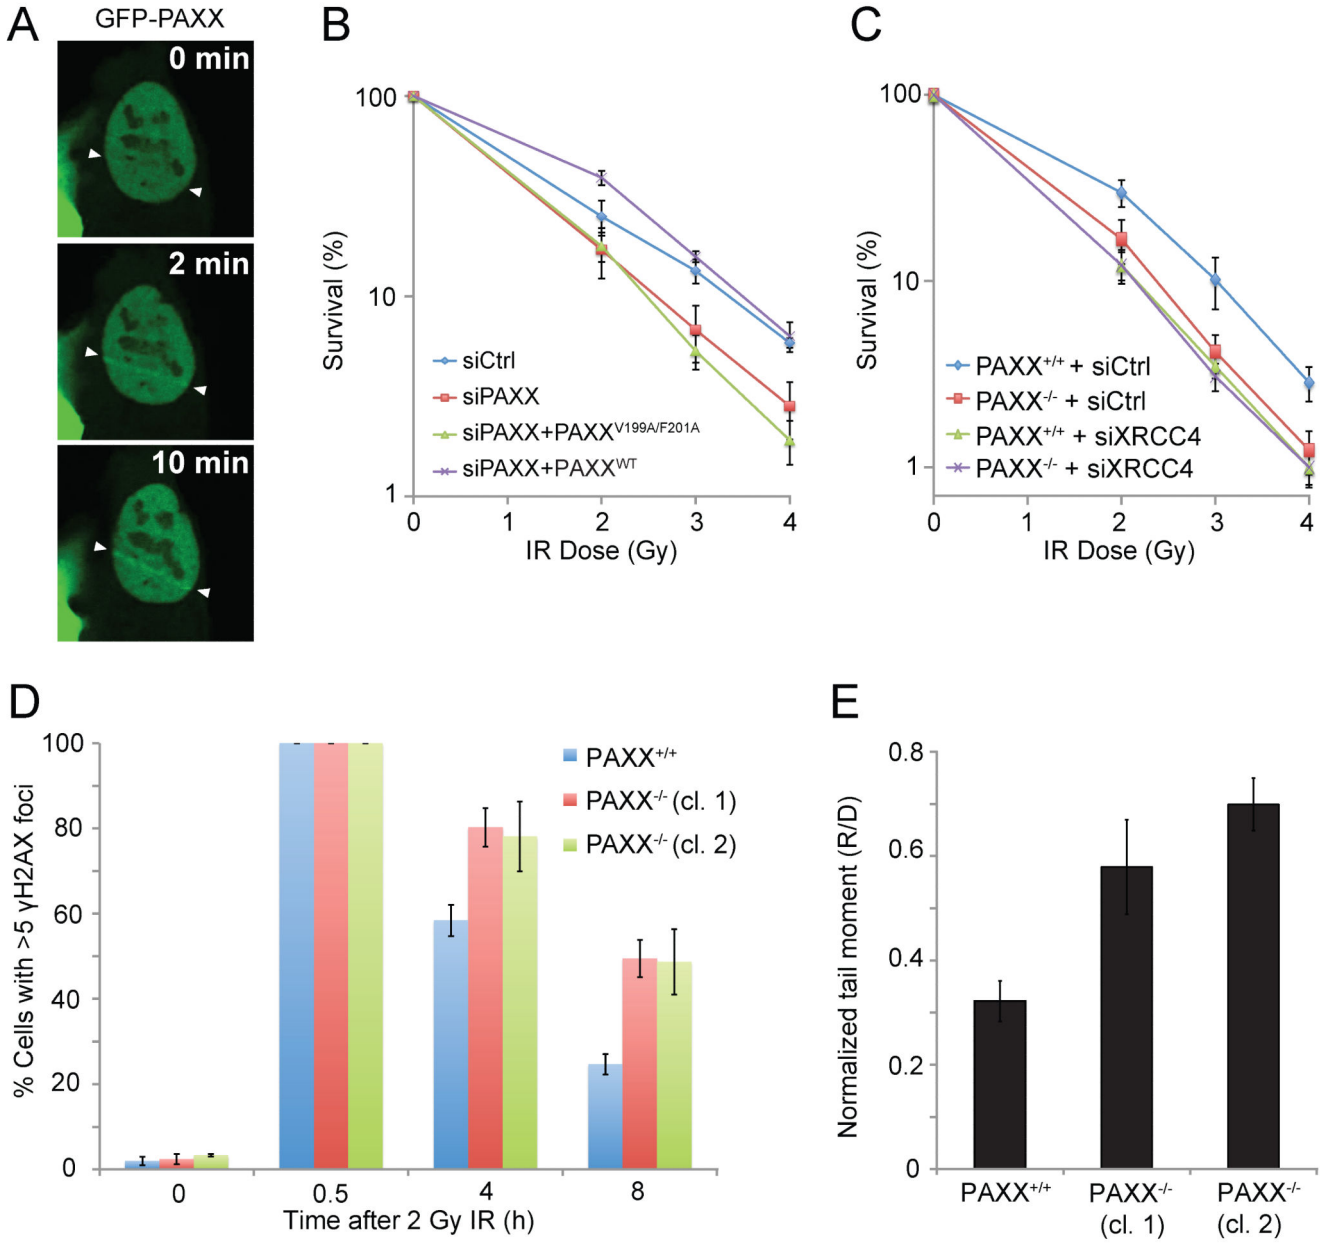 A
GFP-PAXX
0 min
2 min
10 min
B
Survival (%)
100
10
1
siCtrl
siPAXX
siPAXX+PAXX^V199A/F201A
siPAXX+PAXX^WT
0 1 2 3 4
IR Dose (Gy)
C
Survival (%)
100
10
1
PAXX^+/+ + siCtrl
PAXX^-/- + siCtrl
PAXX^+/+ + siXRCC4
PAXX^-/- + siXRCC4
0 1 2 3 4
IR Dose (Gy)
D
% Cells with >5 γH2AX foci
100
80
60
40
20
0
PAXX^+/+
PAXX^-/- (cl. 1)
PAXX^-/- (cl. 2)
0 0.5 4 8
Time after 2 Gy IR (h)
E
Normalized tail moment (R/D)
0.8
0.6
0.4
0.2
0
PAXX^+/+
PAXX^-/-
(cl. 1)
PAXX^-/-
(cl. 2)